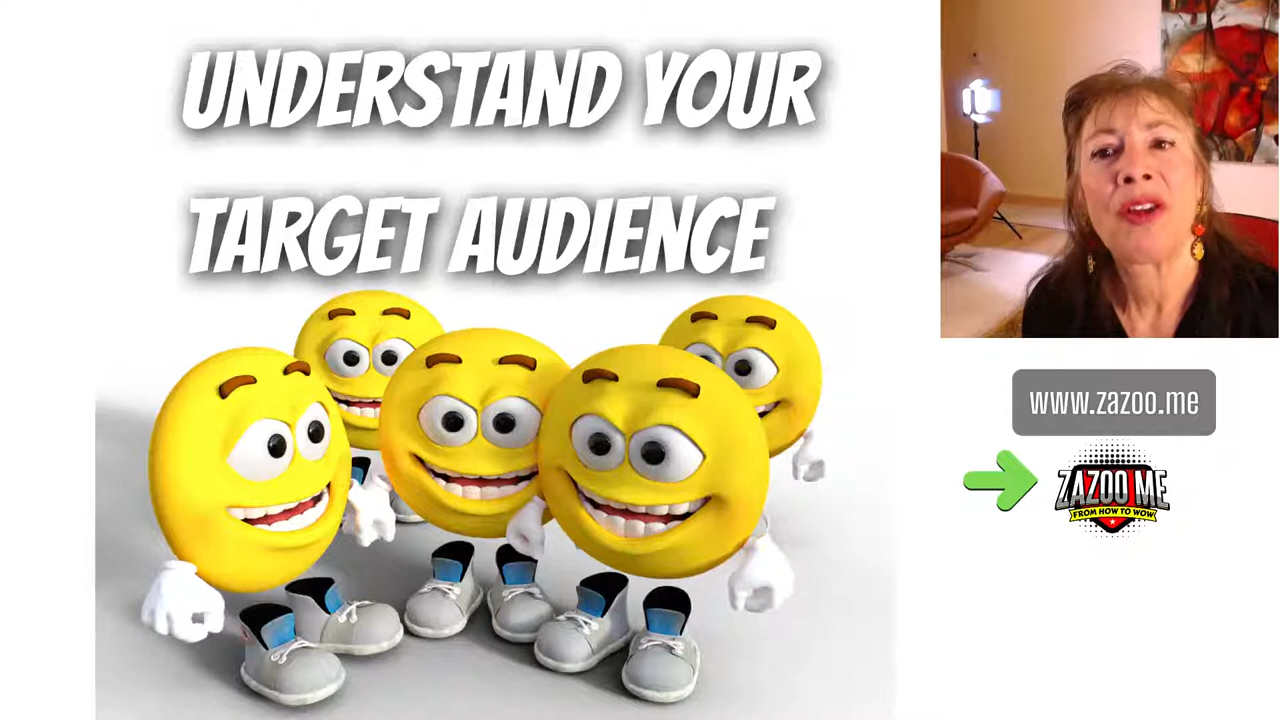 UNDERSTAND YOUR
TARGET AUDIENCE
www.zazoo.me
ZAZOO ME
FROM HOW TO WOW